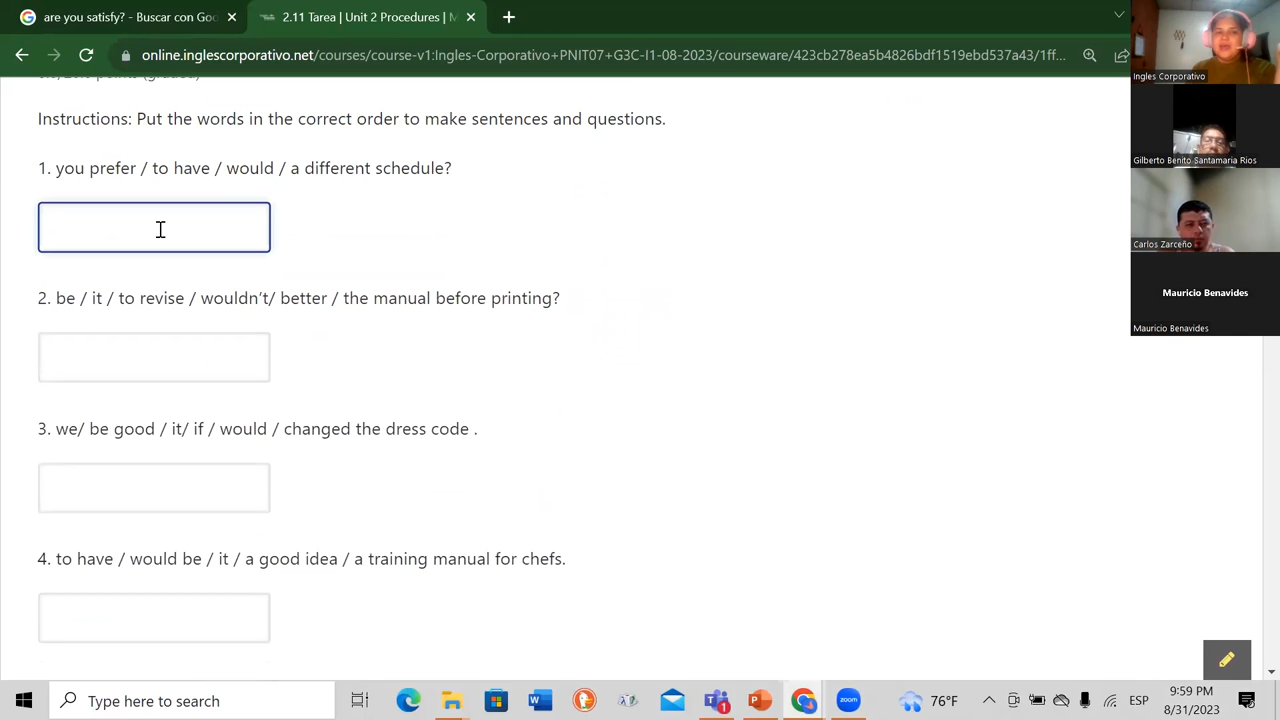 are you satisfy? - Buscar con Goo
2.11 Tarea | Unit 2 Procedures | M
online.inglescorporativo.net/courses/course-v1:Ingles-Corporativo+PNIT07+G3C-I1-08-2023/courseware/423cb278ea5b4826bdf1519ebd537a43/1ff...
Ingles Corporativo
Gilberto Benito Santamaria Rios
Carlos Zarceño
Mauricio Benavides
Mauricio Benavides
Instructions: Put the words in the correct order to make sentences and questions.
1. you prefer / to have / would / a different schedule?
2. be / it / to revise / wouldn’t/ better / the manual before printing?
3. we/ be good / it/ if / would / changed the dress code .
4. to have / would be / it / a good idea / a training manual for chefs.
Type here to search
1
zoom
76°F
ESP
9:59 PM
8/31/2023